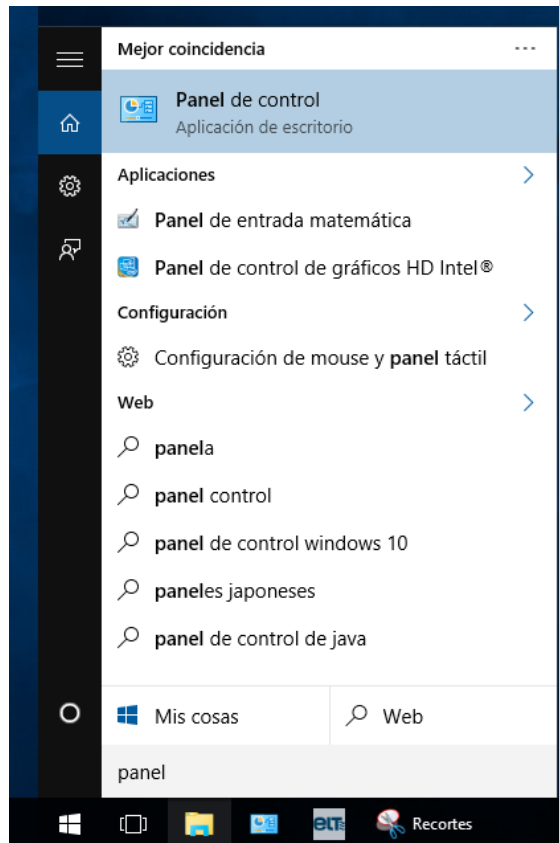 Mejor coincidencia
Panel de control
Aplicación de escritorio
Aplicaciones
Panel de entrada matemática
Panel de control de gráficos HD Intel®
Configuración
Configuración de mouse y panel táctil
Web
panela
panel control
panel de control windows 10
paneles japoneses
panel de control de java
Mis cosas Web
panel
eLTs Recortes